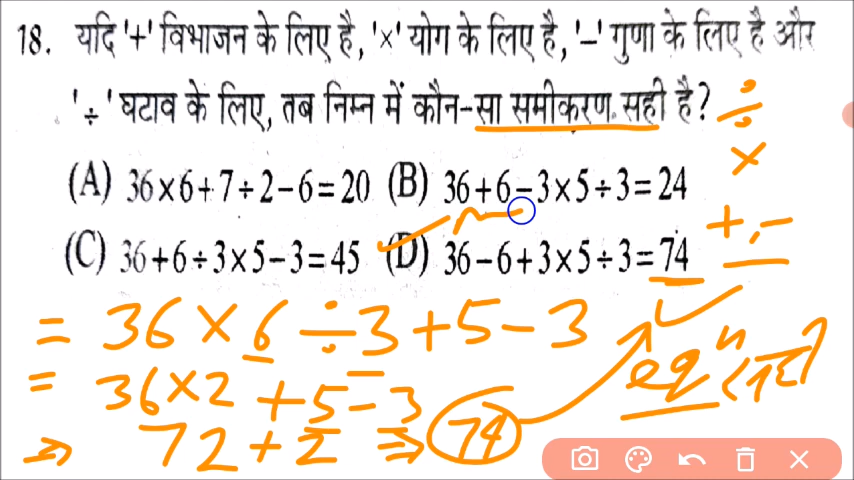 18. यदि '+' विभाजन के लिए है, '×' योग के लिए है, '–' गुणा के लिए है और
'÷' घटाव के लिए, तब निम्न में कौन-सा समीकरण सही है?
÷
×
+, -
(A) 36×6+7÷2–6=20 (B) 36+6–3×5÷3=24
(C) 36+6÷3×5–3=45 (D) 36–6+3×5÷3=74
= 36 × 6 ÷ 3 + 5 - 3
= 36×2 + 5 - 3
⇒ 72 + 2 ⇒ 74
eqⁿ सही